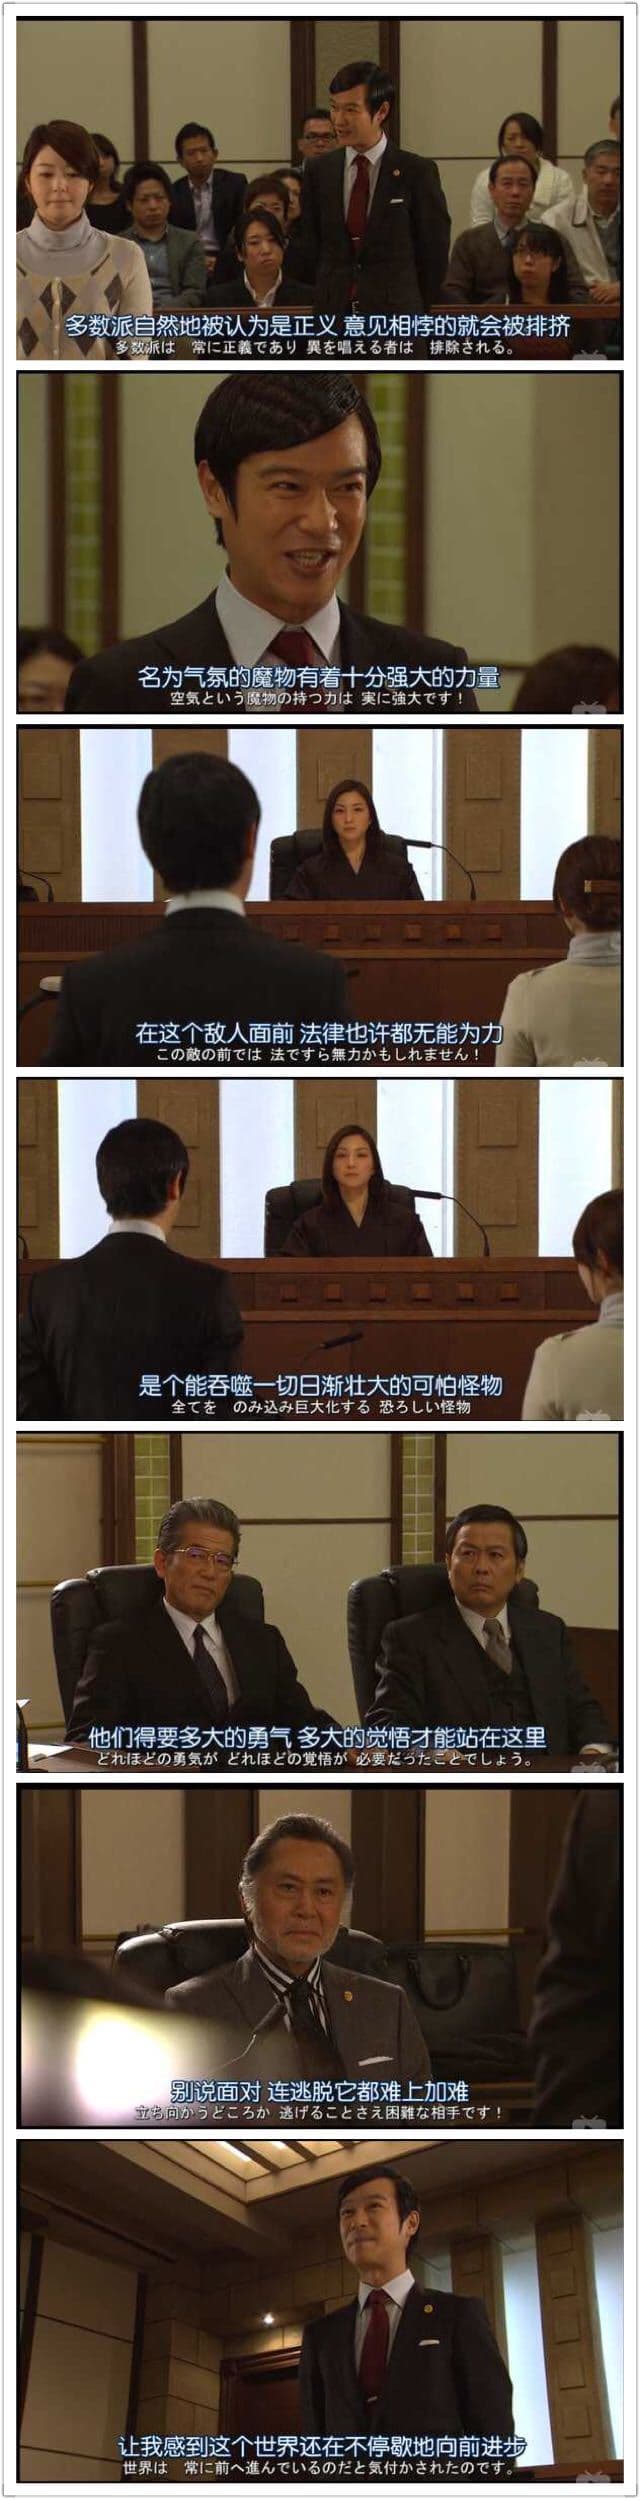 多数派自然地被认为是正义 意见相悖的就会被排挤
多数派は 常に正義であり 異を唱える者は 排除される。
名为气氛的魔物有着十分强大的力量
空気という魔物の持つ力は 実に強大です！
在这个敌人面前 法律也许都无能为力
この敵の前では 法ですら無力かもしれません！
是个能吞噬一切日渐壮大的可怕怪物
全てを のみ込み巨大化する 恐ろしい怪物
他们得要多大的勇气 多大的觉悟才能站在这里
どれほどの勇気が どれほどの覚悟が 必要だったことでしょう。
别说面对 连逃脱它都难上加难
立ち向かうどころか 逃げることさえ困難な相手です！
让我感到这个世界还在不停歇地向前进步
世界は 常に前へ進んでいるのだと気付かされたのです。